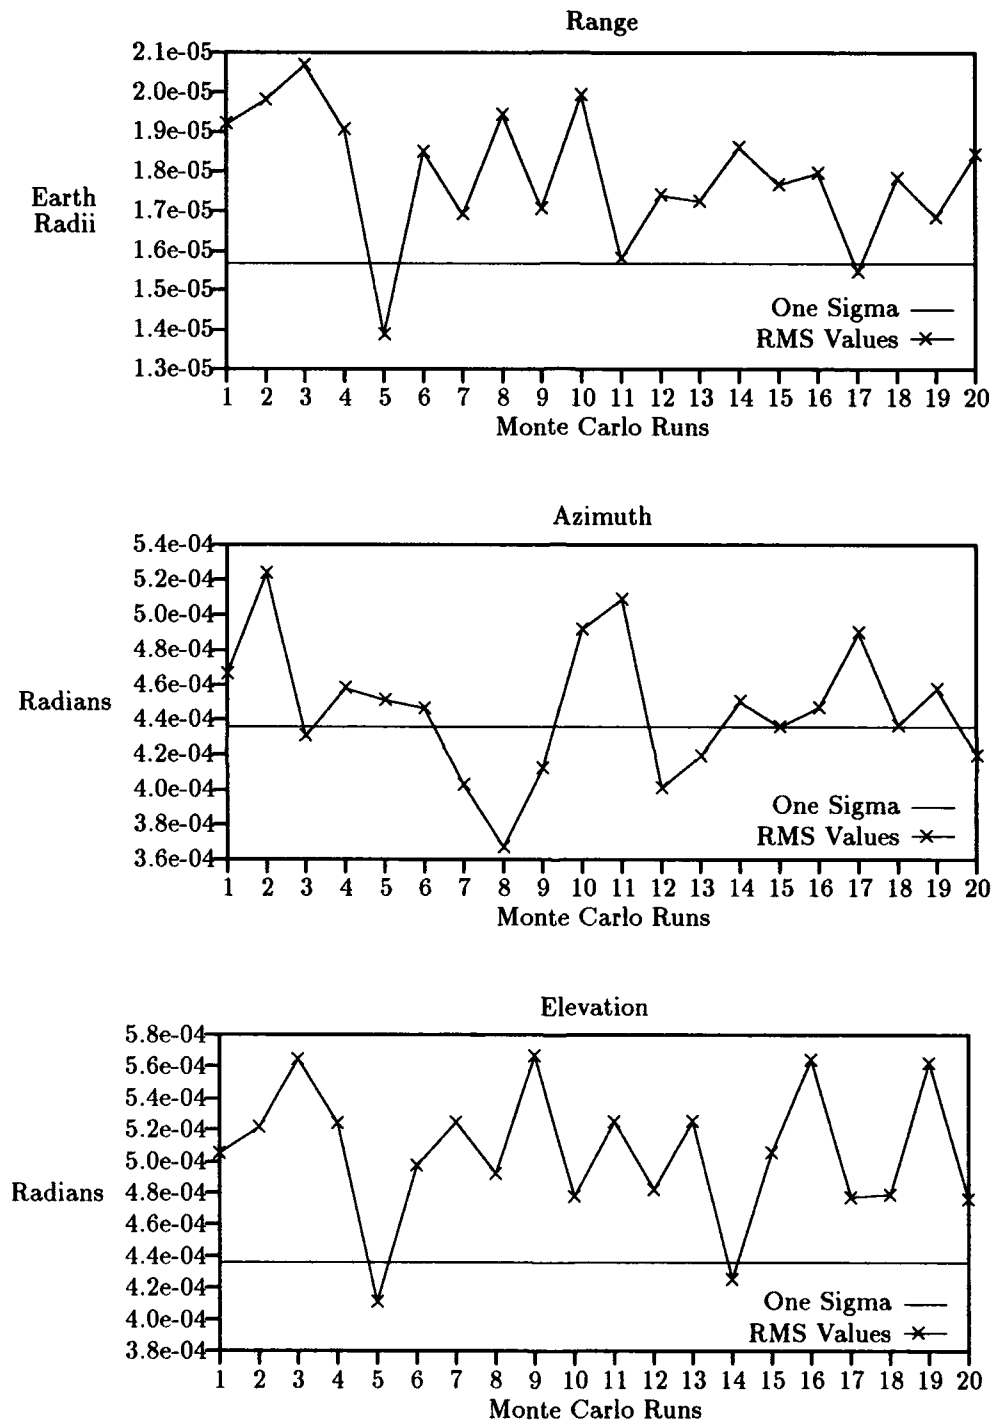 Range
2.1e-05
2.0e-05
1.9e-05
1.8e-05
1.7e-05
1.6e-05
1.5e-05
1.4e-05
1.3e-05
Earth
Radii
One Sigma
RMS Values
1 2 3 4 5 6 7 8 9 10 11 12 13 14 15 16 17 18 19 20
Monte Carlo Runs
Azimuth
5.4e-04
5.2e-04
5.0e-04
4.8e-04
4.6e-04
4.4e-04
4.2e-04
4.0e-04
3.8e-04
3.6e-04
Radians
One Sigma
RMS Values
1 2 3 4 5 6 7 8 9 10 11 12 13 14 15 16 17 18 19 20
Monte Carlo Runs
Elevation
5.8e-04
5.6e-04
5.4e-04
5.2e-04
5.0e-04
4.8e-04
4.6e-04
4.4e-04
4.2e-04
4.0e-04
3.8e-04
Radians
One Sigma
RMS Values
1 2 3 4 5 6 7 8 9 10 11 12 13 14 15 16 17 18 19 20
Monte Carlo Runs